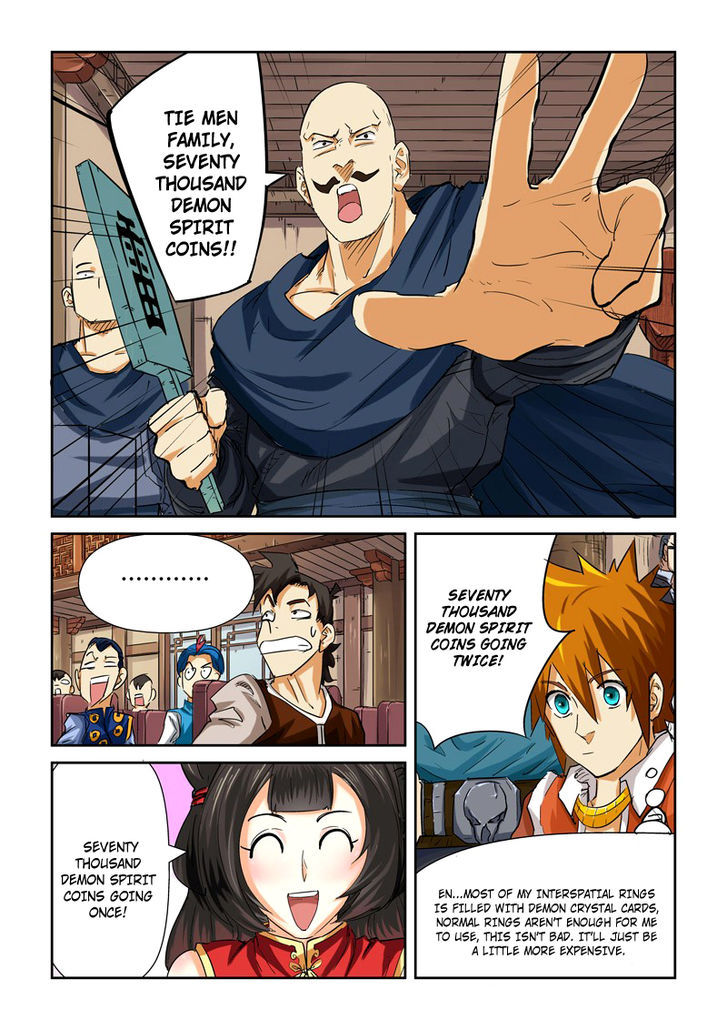 TIE MEN
FAMILY,
SEVENTY
THOUSAND
DEMON
SPIRIT
COINS!!
.............
SEVENTY
THOUSAND
DEMON SPIRIT
COINS GOING
ONCE!
SEVENTY
THOUSAND
DEMON SPIRIT
COINS GOING
TWICE!
EN...MOST OF MY INTERSPATIAL RINGS
IS FILLED WITH DEMON CRYSTAL CARDS,
NORMAL RINGS AREN'T ENOUGH FOR ME
TO USE, THIS ISN'T BAD. IT'LL JUST BE
A LITTLE MORE EXPENSIVE.